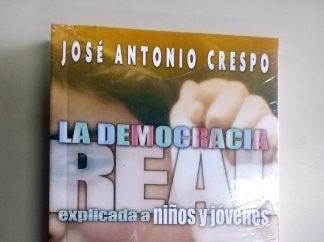 JOSÉ ANTONIO CRESPO
LA DEMOCRACIA
REAL
explicada a niños y jóvenes